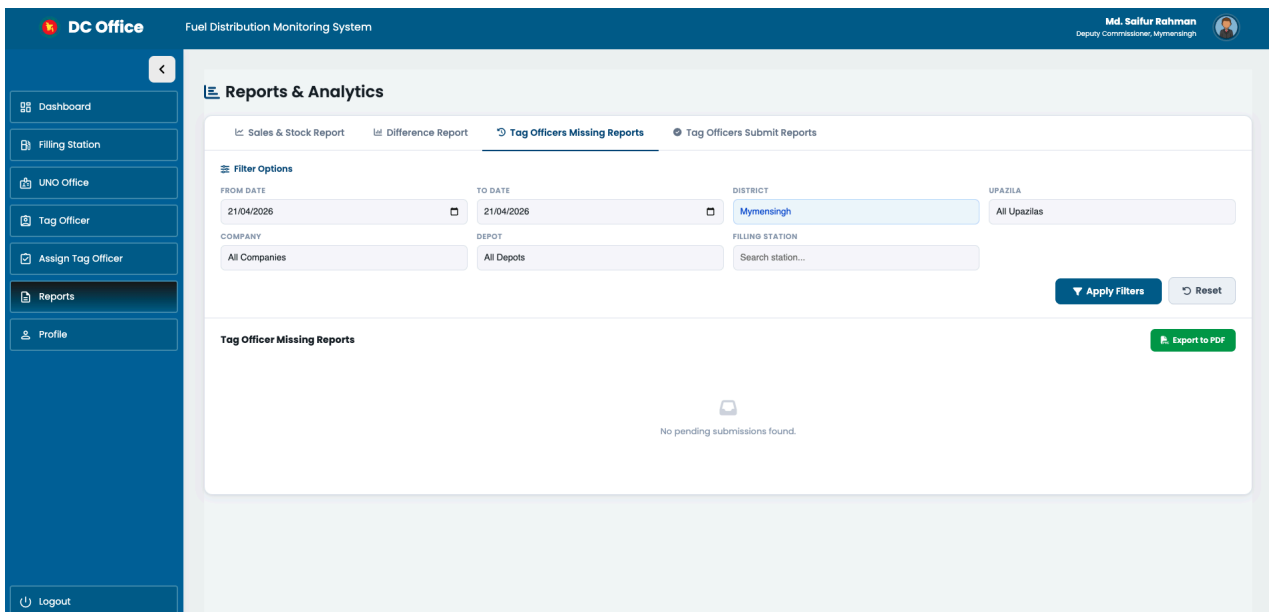 DC Office
Fuel Distribution Monitoring System
Md. Saifur Rahman
Deputy Commissioner, Mymensingh
Dashboard
Filling Station
UNO Office
Tag Officer
Assign Tag Officer
Reports
Profile
Logout
Reports & Analytics
Sales & Stock Report Difference Report Tag Officers Missing Reports Tag Officers Submit Reports
Filter Options
FROM DATE TO DATE DISTRICT UPAZILA
21/04/2026 21/04/2026 Mymensingh All Upazilas
COMPANY DEPOT FILLING STATION
All Companies All Depots Search station...
Apply Filters Reset
Tag Officer Missing Reports Export to PDF
No pending submissions found.